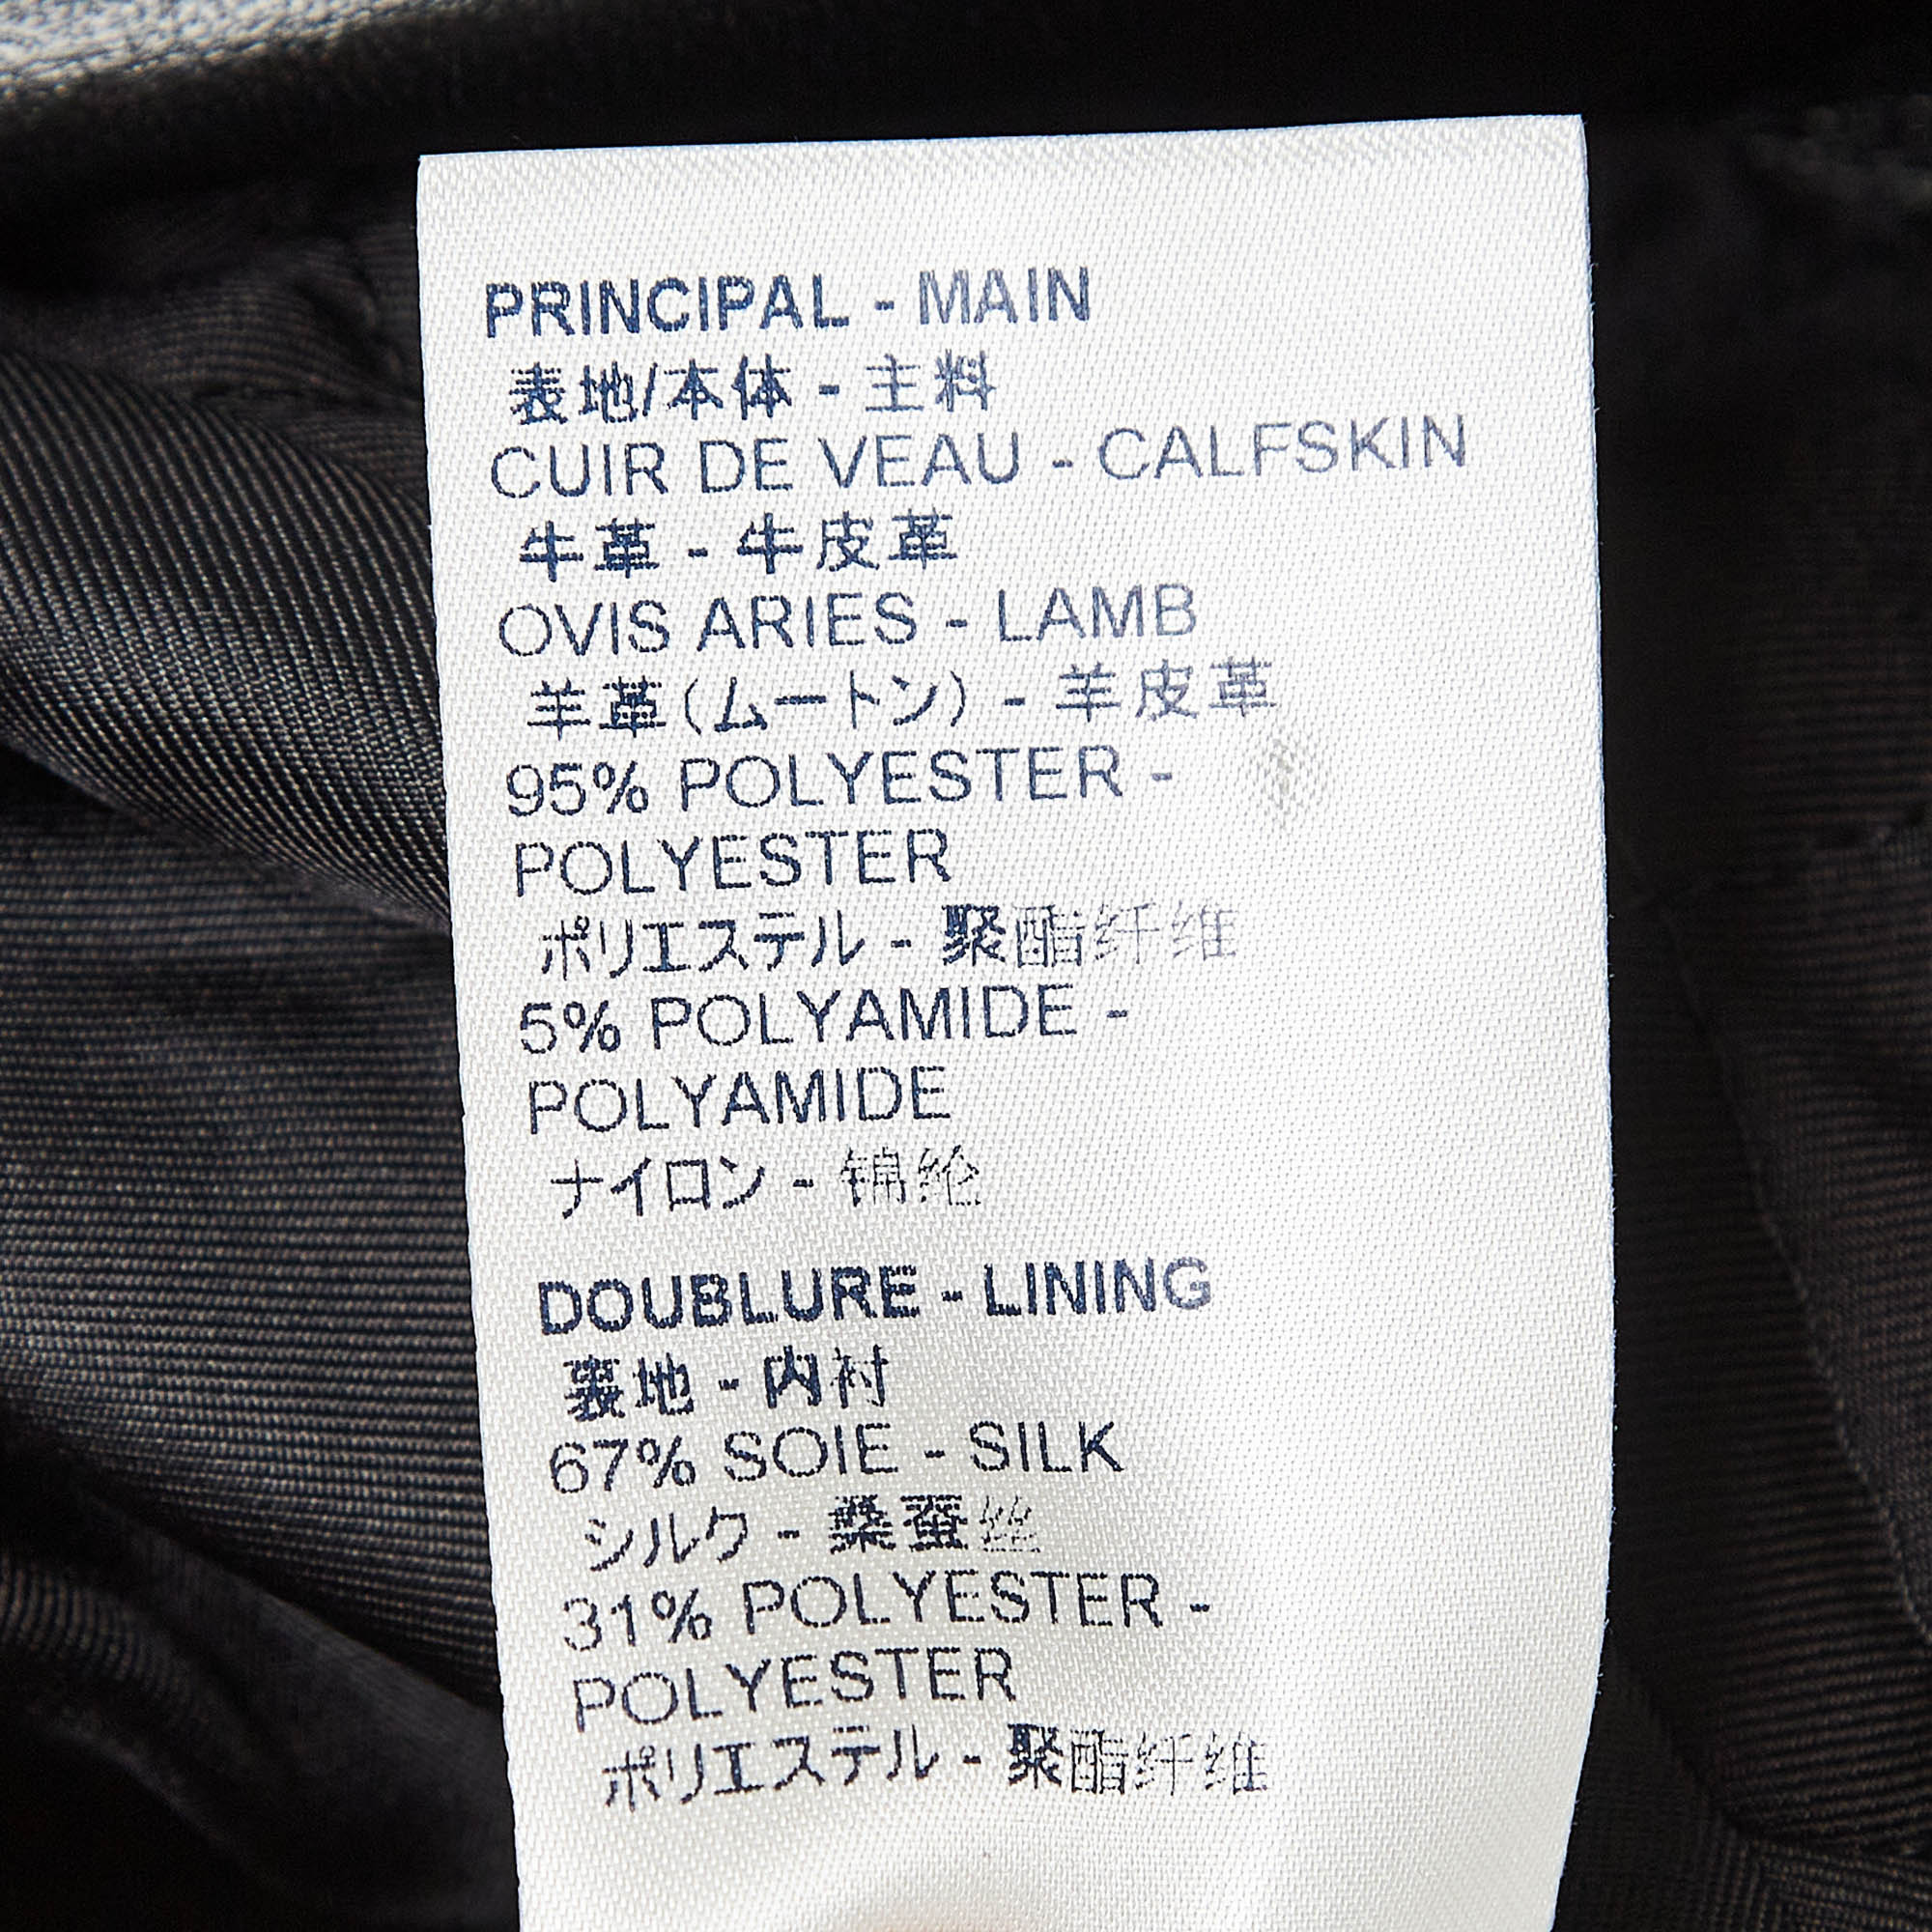 PRINCIPAL - MAIN
表地/本体 - 主料
CUIR DE VEAU - CALFSKIN
牛革 - 牛皮革
OVIS ARIES - LAMB
羊革(ムートン) - 羊皮革
95% POLYESTER -
POLYESTER
ポリエステル - 聚酯纤维
5% POLYAMIDE -
POLYAMIDE
ナイロン - 锦纶
DOUBLURE - LINING
裏地 - 内衬
67% SOIE - SILK
シルク - 桑蚕丝
31% POLYESTER -
POLYESTER
ポリエステル - 聚酯纤维